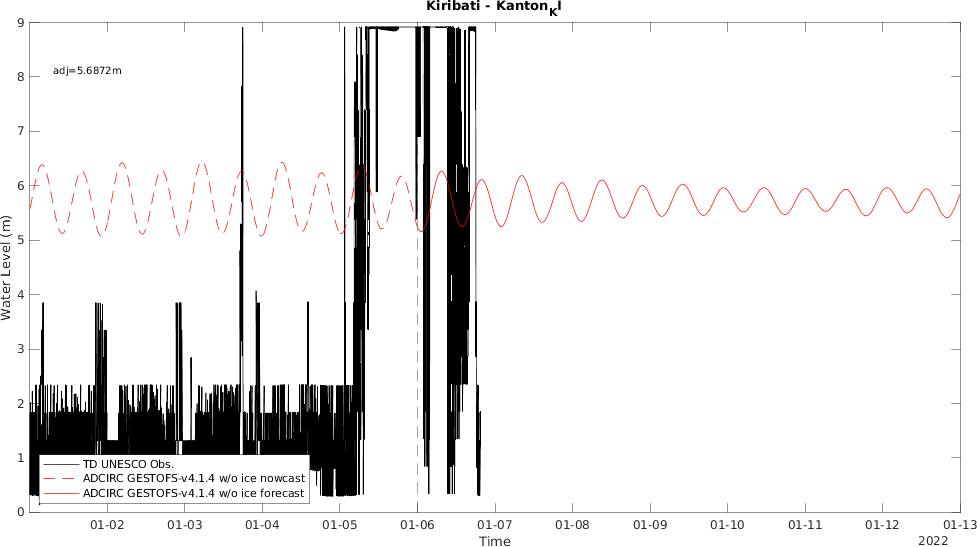 Kiribati - Kanton_KI
adj=5.6872m
Water Level (m)
9
8
7
6
5
4
3
2
1
0
TD UNESCO Obs.
ADCIRC GESTOFS-v4.1.4 w/o ice nowcast
ADCIRC GESTOFS-v4.1.4 w/o ice forecast
01-02 01-03 01-04 01-05 01-06 01-07 01-08 01-09 01-10 01-11 01-12 01-13
Time
2022